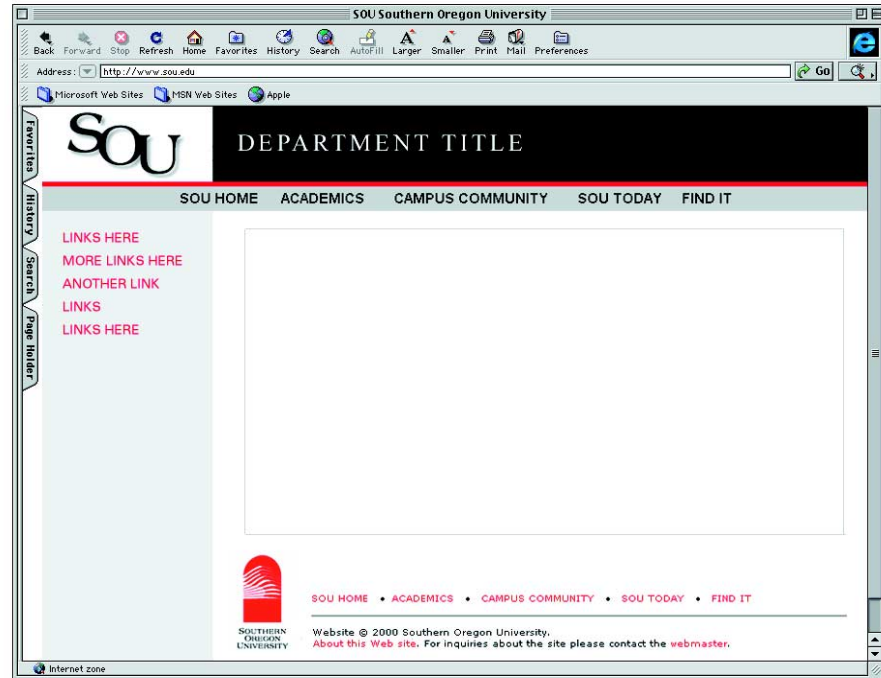 SOU Southern Oregon University
Back Forward Stop Refresh Home Favorites History Search AutoFill Larger Smaller Print Mail Preferences
Address: http://www.sou.edu Go
Microsoft Web Sites MSN Web Sites Apple
Favorites
History
Search
Page Holder
SOU DEPARTMENT TITLE
SOU HOME ACADEMICS CAMPUS COMMUNITY SOU TODAY FIND IT
LINKS HERE
MORE LINKS HERE
ANOTHER LINK
LINKS
LINKS HERE
SOUTHERN
OREGON
UNIVERSITY
SOU HOME • ACADEMICS • CAMPUS COMMUNITY • SOU TODAY • FIND IT
Website © 2000 Southern Oregon University.
About this Web site. For inquiries about the site please contact the webmaster.
Internet zone